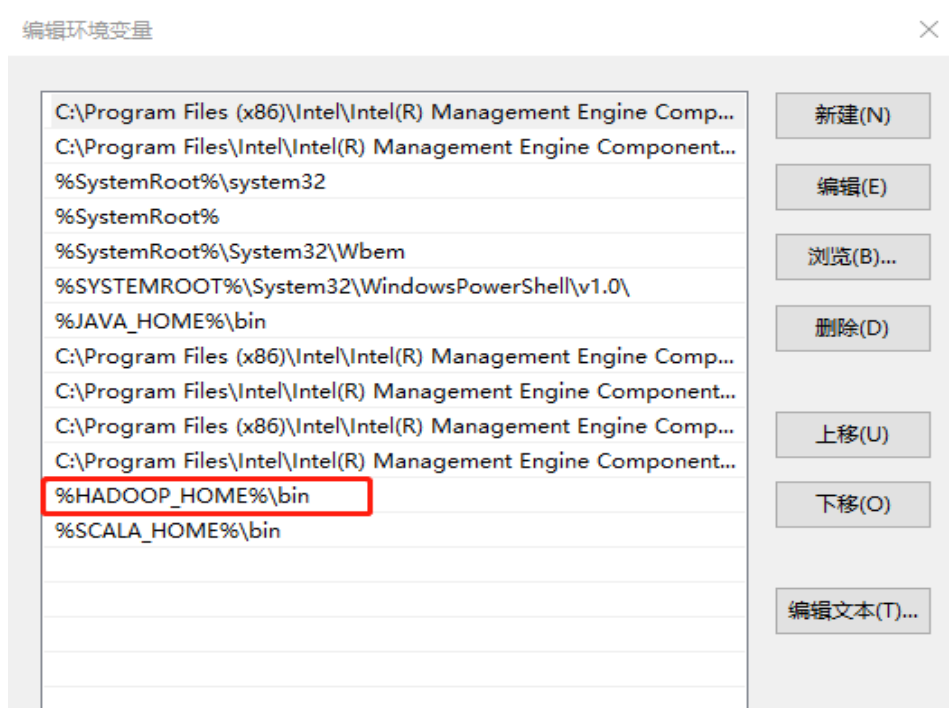 编辑环境变量
C:\Program Files (x86)\Intel\Intel(R) Management Engine Comp...
新建(N)
C:\Program Files\Intel\Intel(R) Management Engine Component...
%SystemRoot%\system32
编辑(E)
%SystemRoot%
%SystemRoot%\System32\Wbem
浏览(B)...
%SYSTEMROOT%\System32\WindowsPowerShell\v1.0\
%JAVA_HOME%\bin
删除(D)
C:\Program Files (x86)\Intel\Intel(R) Management Engine Comp...
C:\Program Files\Intel\Intel(R) Management Engine Component...
C:\Program Files (x86)\Intel\Intel(R) Management Engine Comp...
上移(U)
C:\Program Files\Intel\Intel(R) Management Engine Component...
%HADOOP_HOME%\bin
下移(O)
%SCALA_HOME%\bin
编辑文本(T)...